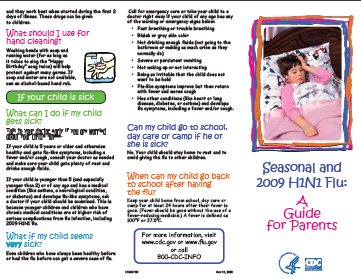 and they work best when started during the first 2
days of illness. These drugs can be given
to children.
What should I use for
hand cleaning?
Washing hands with soap and
running water (for as long as
it takes to sing the "Happy
Birthday" song twice) will help
protect against many germs. If
soap and water are not available,
use an alcohol-based hand rub.
If your child is sick
What can I do if my child
gets sick?
Talk to your doctor early if you are worried
about your child's illness.
If your child is 5 years or older and otherwise
healthy and gets flu-like symptoms, including a
fever and/or cough, consult your doctor as needed
and make sure your child gets plenty of rest and
drinks enough fluids.
If your child is younger than 5 (and especially
younger than 2) or of any age and has a medical
condition (like asthma, a neurological condition,
or diabetes) and develops flu-like symptoms, ask
a doctor if your child should be examined. This is
because younger children and children who have
chronic medical conditions are at higher risk of
serious complications from flu infection, including
2009 H1N1 flu.
What if my child seems
very sick?
Even children who have always been healthy before
or had the flu before can get a severe case of flu.
Call for emergency care or take your child to a
doctor right away if your child of any age has any
of the warning or emergency signs below:
• Fast breathing or trouble breathing
• Bluish or gray skin color
• Not drinking enough fluids (not going to the
bathroom or making as much urine as they
normally do)
• Severe or persistent vomiting
• Not waking up or not interacting
• Being so irritable that the child does not
want to be held
• Flu-like symptoms improve but then return
with fever and worse cough
• Has other conditions (like heart or lung
disease, diabetes, or asthma) and develops
flu symptoms, including a fever and/or cough.
Can my child go to school,
day care or camp if he or
she is sick?
No. Your child should stay home to rest and to
avoid giving the flu to other children.
When can my child go back
to school after having
the flu?
Keep your child home from school, day care or
camp for at least 24 hours after their fever is
gone. (Fever should be gone without the use of a
fever-reducing medicine.) A fever is defined as
100°F or 37.8°C.
For more information, visit
www.cdc.gov or www.flu.gov
or call
800-CDC-INFO
Seasonal and
2009 H1N1 Flu:
A
Guide
for Parents
CDC